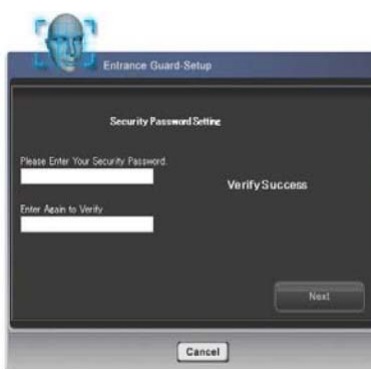 Entrance Guard-Setup
Security Password Setting
Please Enter Your Security Password.
Verify Success
Enter Again to Verify
Next
Cancel